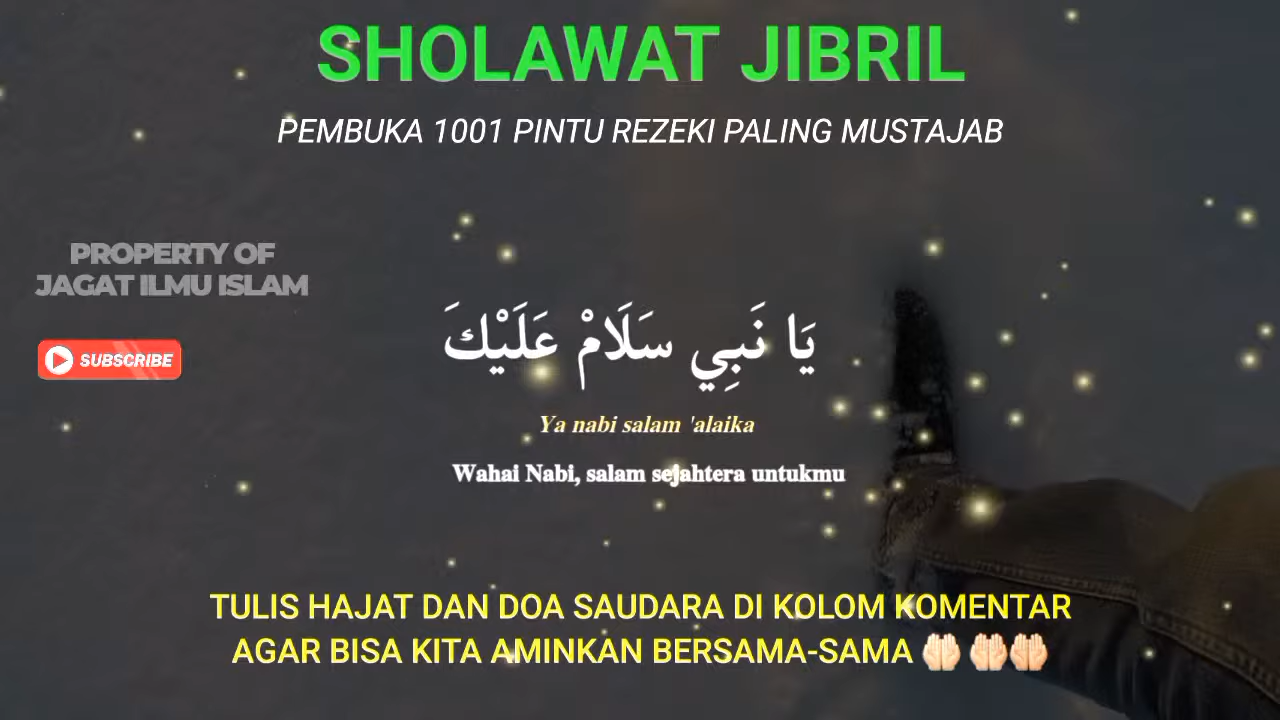 SHOLAWAT JIBRIL
PEMBUKA 1001 PINTU REZEKI PALING MUSTAJAB
PROPERTY OF
JAGAT ILMU ISLAM
SUBSCRIBE
يَا نَبِي سَلَامْ عَلَيْكَ
Ya nabi salam 'alaika
Wahai Nabi, salam sejahtera untukmu
TULIS HAJAT DAN DOA SAUDARA DI KOLOM KOMENTAR
AGAR BISA KITA AMINKAN BERSAMA-SAMA 🤲🏻 🤲🏻🤲🏻